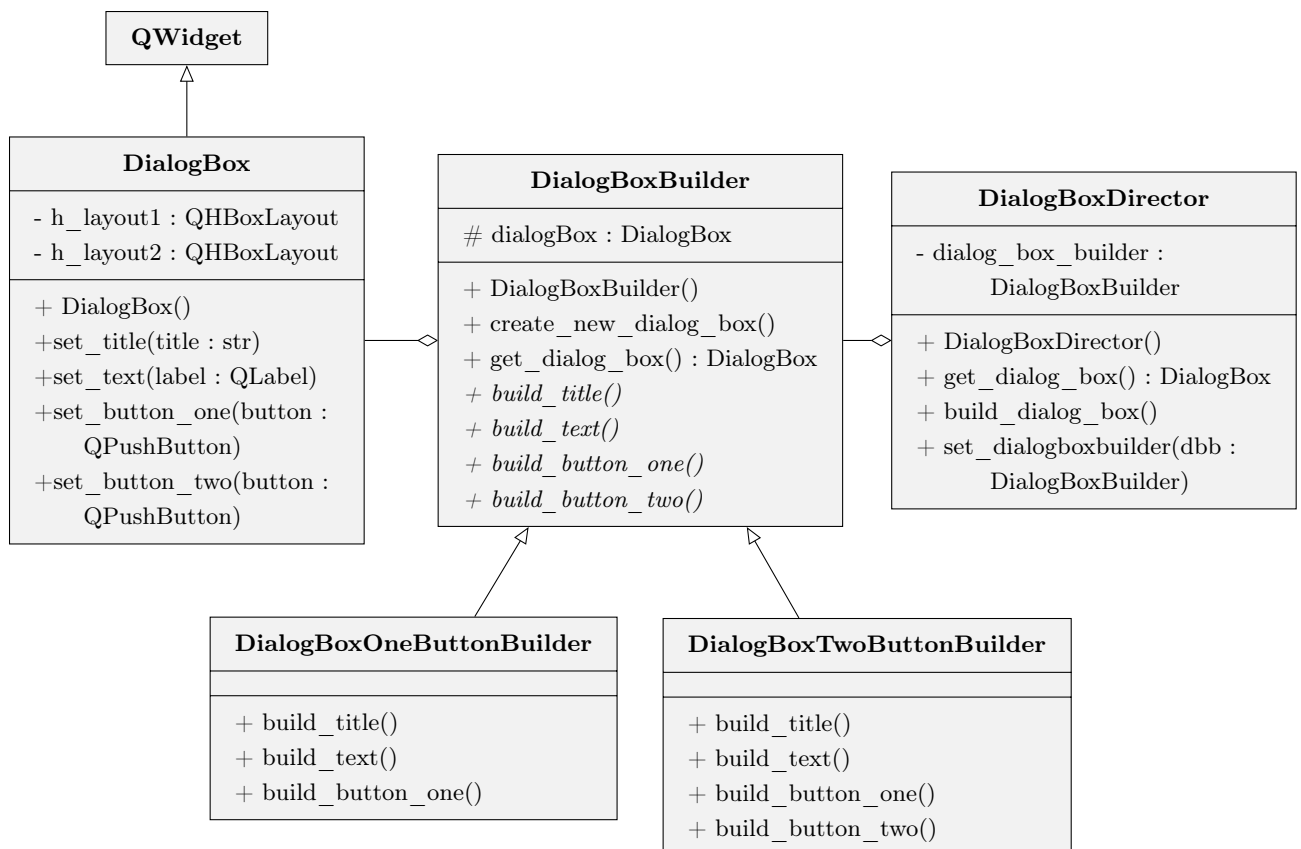 QWidget
DialogBox
- h_layout1 : QHBoxLayout
- h_layout2 : QHBoxLayout
+ DialogBox()
+set_title(title : str)
+set_text(label : QLabel)
+set_button_one(button :
QPushButton)
+set_button_two(button :
QPushButton)
DialogBoxBuilder
# dialogBox : DialogBox
+ DialogBoxBuilder()
+ create_new_dialog_box()
+ get_dialog_box() : DialogBox
+ build_title()
+ build_text()
+ build_button_one()
+ build_button_two()
DialogBoxDirector
- dialog_box_builder :
DialogBoxBuilder
+ DialogBoxDirector()
+ get_dialog_box() : DialogBox
+ build_dialog_box()
+ set_dialogboxbuilder(dbb :
DialogBoxBuilder)
DialogBoxOneButtonBuilder
+ build_title()
+ build_text()
+ build_button_one()
DialogBoxTwoButtonBuilder
+ build_title()
+ build_text()
+ build_button_one()
+ build_button_two()